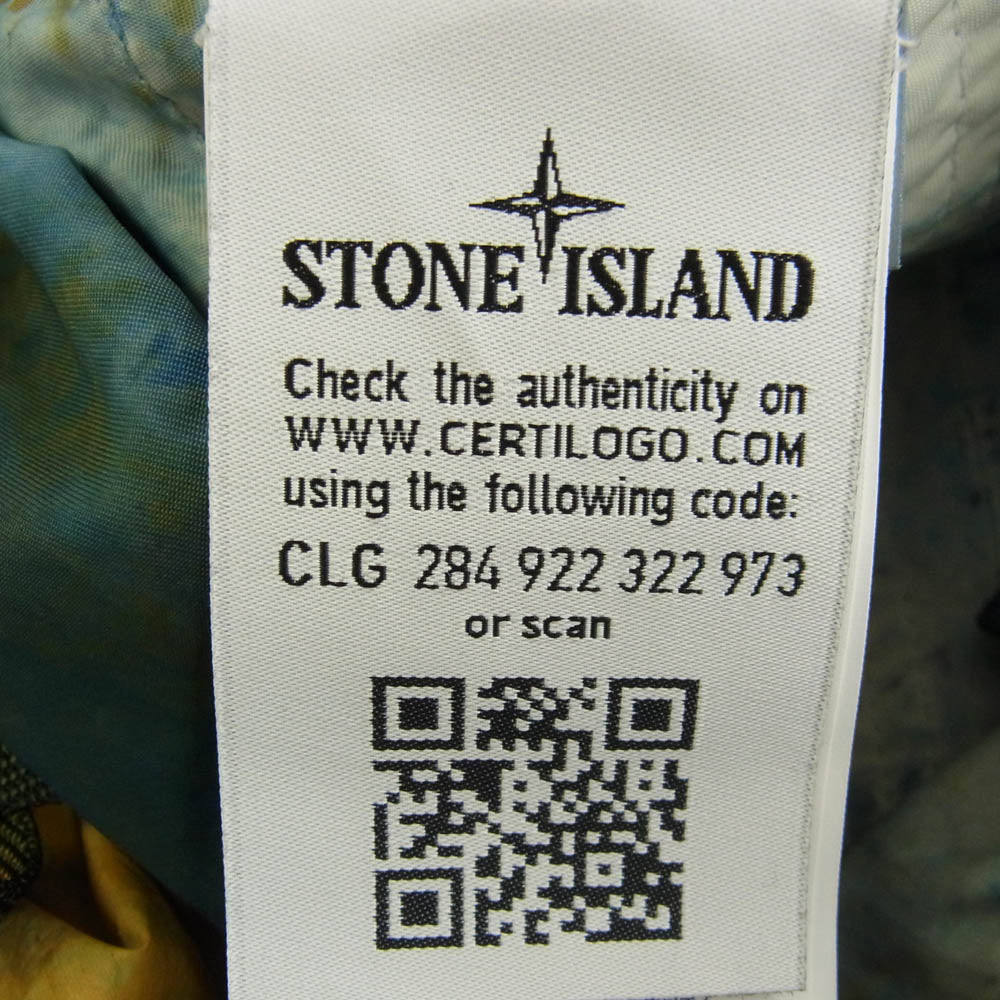 STONE ISLAND
Check the authenticity on
WWW.CERTILOGO.COM
using the following code:
CLG 284 922 322 973
or scan